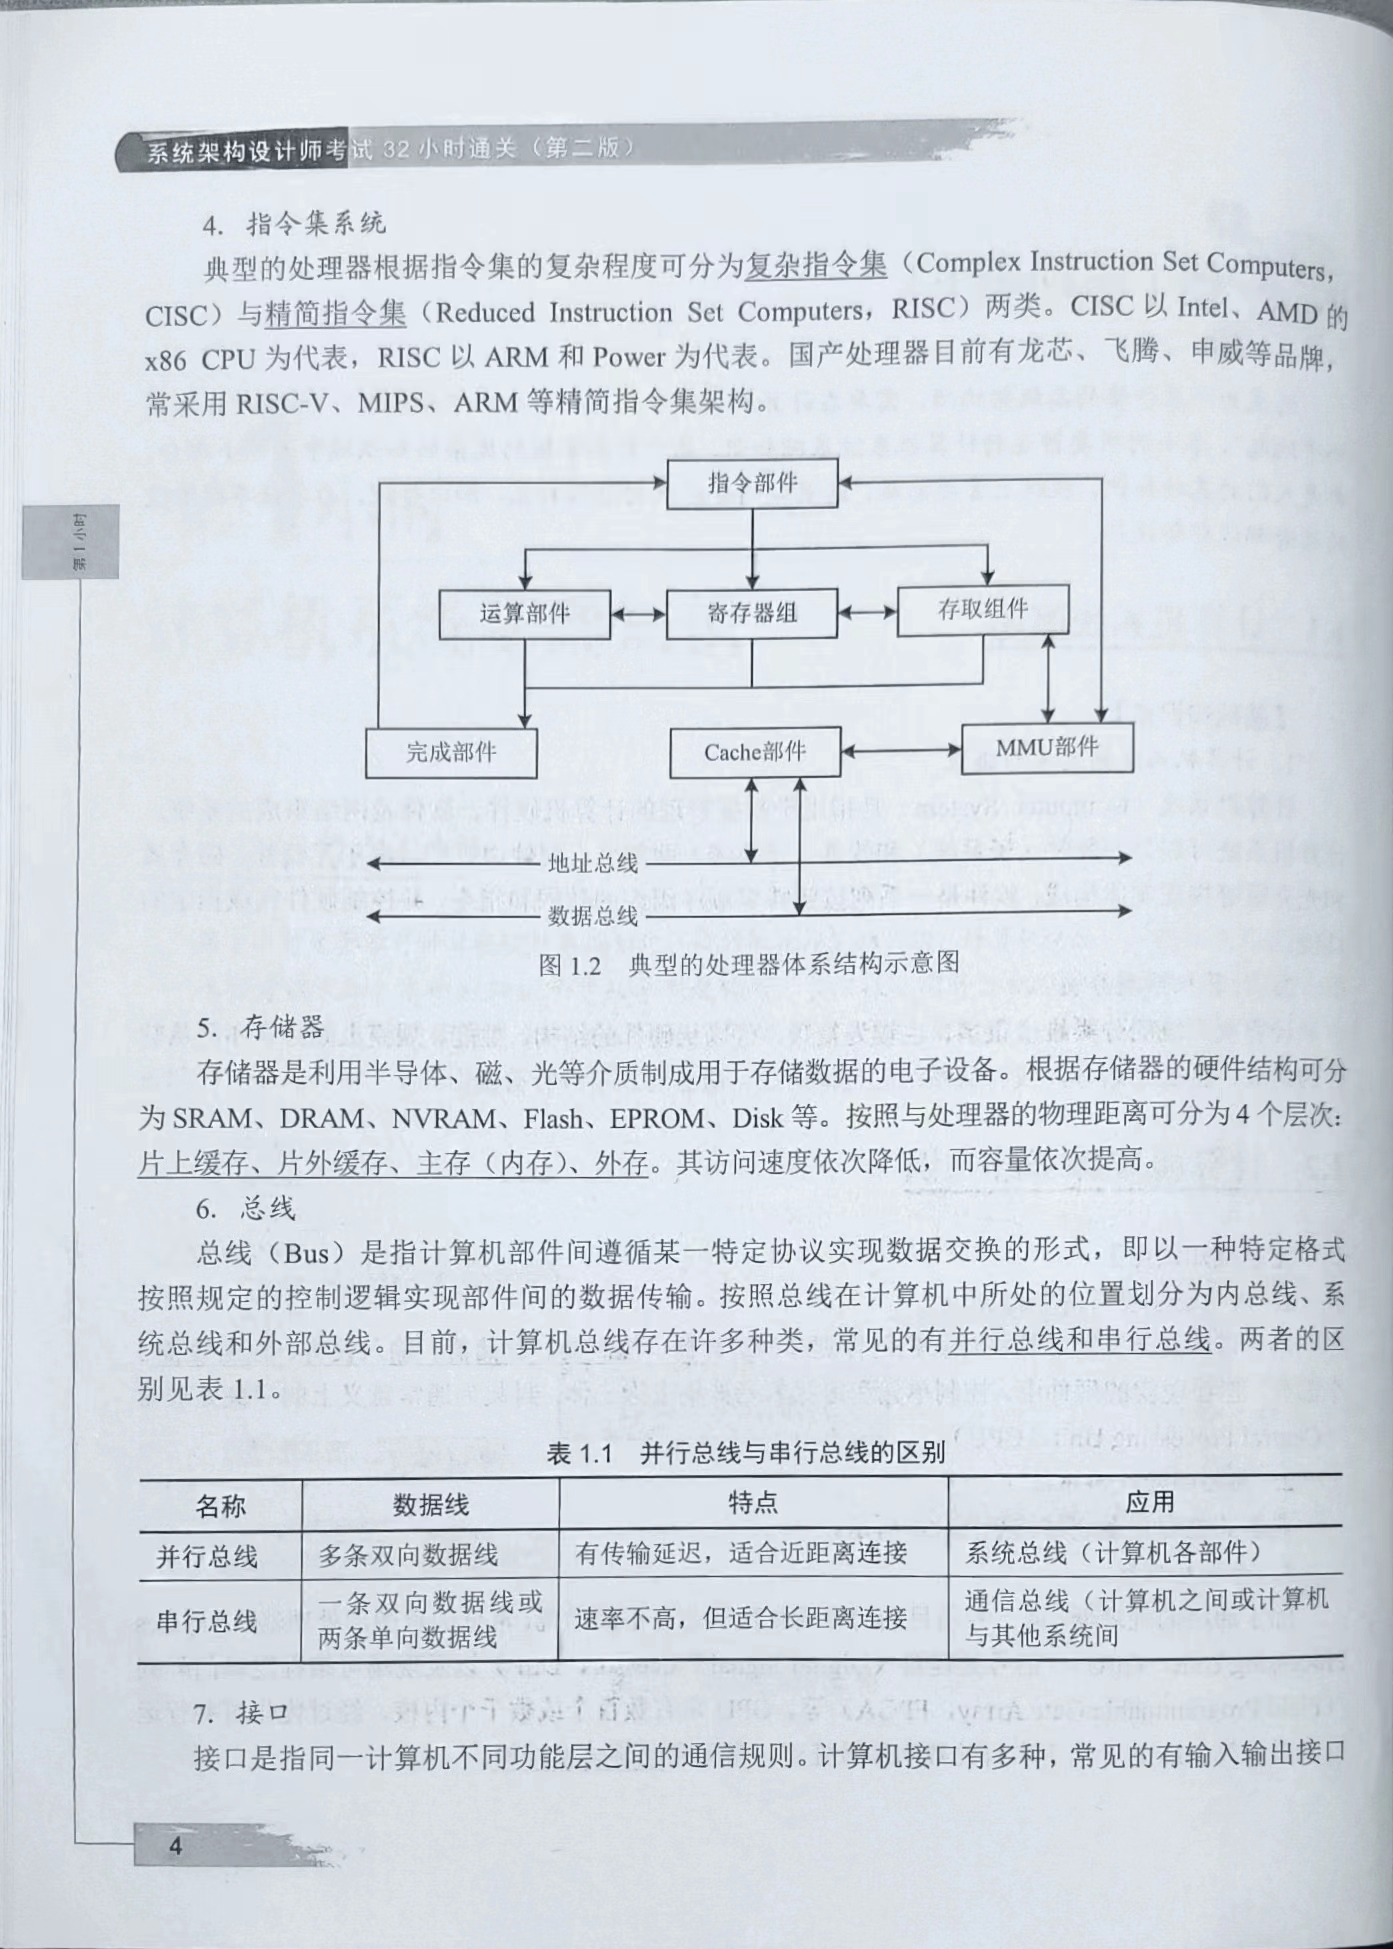 系统架构设计师考试 32 小时通关（第二版）
4. 指令集系统
典型的处理器根据指令集的复杂程度可分为复杂指令集（Complex Instruction Set Computers，
CISC）与精简指令集（Reduced Instruction Set Computers，RISC）两类。CISC 以 Intel、AMD 的
x86 CPU 为代表，RISC 以 ARM 和 Power 为代表。国产处理器目前有龙芯、飞腾、申威等品牌，
常采用 RISC-V、MIPS、ARM 等精简指令集架构。
第一小时
指令部件
运算部件
寄存器组
存取组件
完成部件
Cache部件
MMU部件
地址总线
数据总线
图 1.2 典型的处理器体系结构示意图
5. 存储器
存储器是利用半导体、磁、光等介质制成用于存储数据的电子设备。根据存储器的硬件结构可分
为 SRAM、DRAM、NVRAM、Flash、EPROM、Disk 等。按照与处理器的物理距离可分为 4 个层次：
片上缓存、片外缓存、主存（内存）、外存。其访问速度依次降低，而容量依次提高。
6. 总线
总线（Bus）是指计算机部件间遵循某一特定协议实现数据交换的形式，即以一种特定格式
按照规定的控制逻辑实现部件间的数据传输。按照总线在计算机中所处的位置划分为内总线、系
统总线和外部总线。目前，计算机总线存在许多种类，常见的有并行总线和串行总线。两者的区
别见表 1.1。
表 1.1 并行总线与串行总线的区别
名称 数据线 特点 应用
并行总线 多条双向数据线 有传输延迟，适合近距离连接 系统总线（计算机各部件）
串行总线 一条双向数据线或 速率不高，但适合长距离连接 通信总线（计算机之间或计算机
两条单向数据线 与其他系统间
7. 接口
接口是指同一计算机不同功能层之间的通信规则。计算机接口有多种，常见的有输入输出接口
4